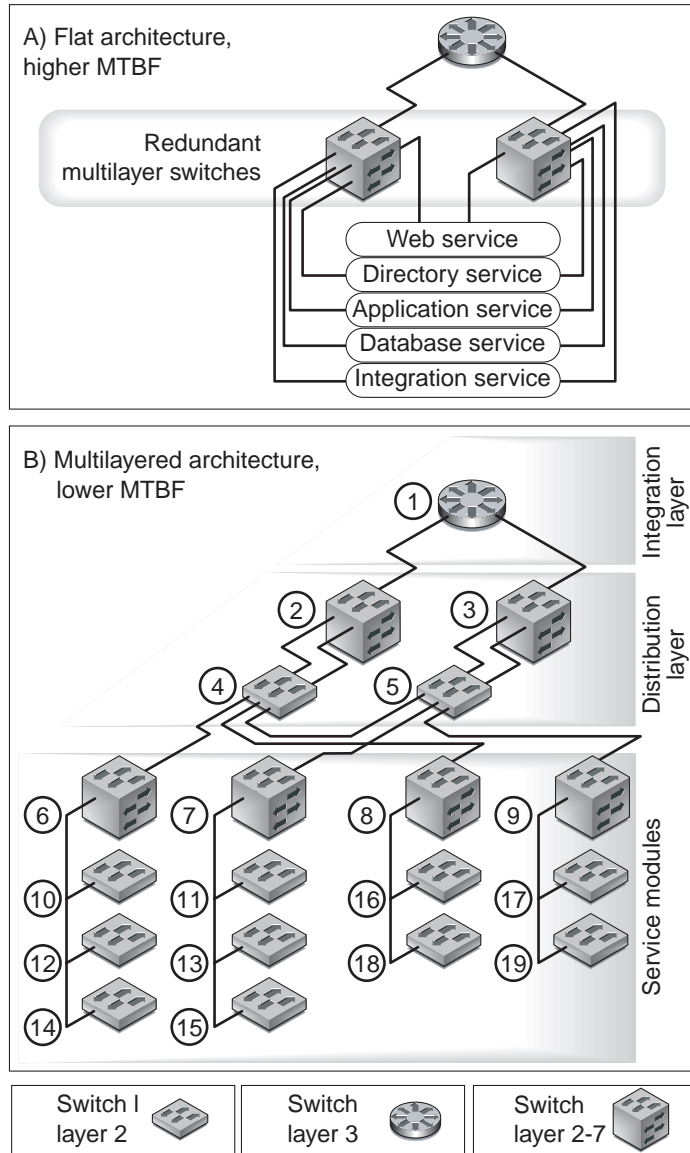 A) Flat architecture,
higher MTBF
Redundant
multilayer switches
Web service
Directory service
Application service
Database service
Integration service
B) Multilayered architecture,
lower MTBF
Integration
layer
1
2
3
Distribution
layer
4
5
6
7
8
9
10
11
16
17
12
13
18
19
14
15
Service modules
Switch l
layer 2
Switch
layer 3
Switch
layer 2-7